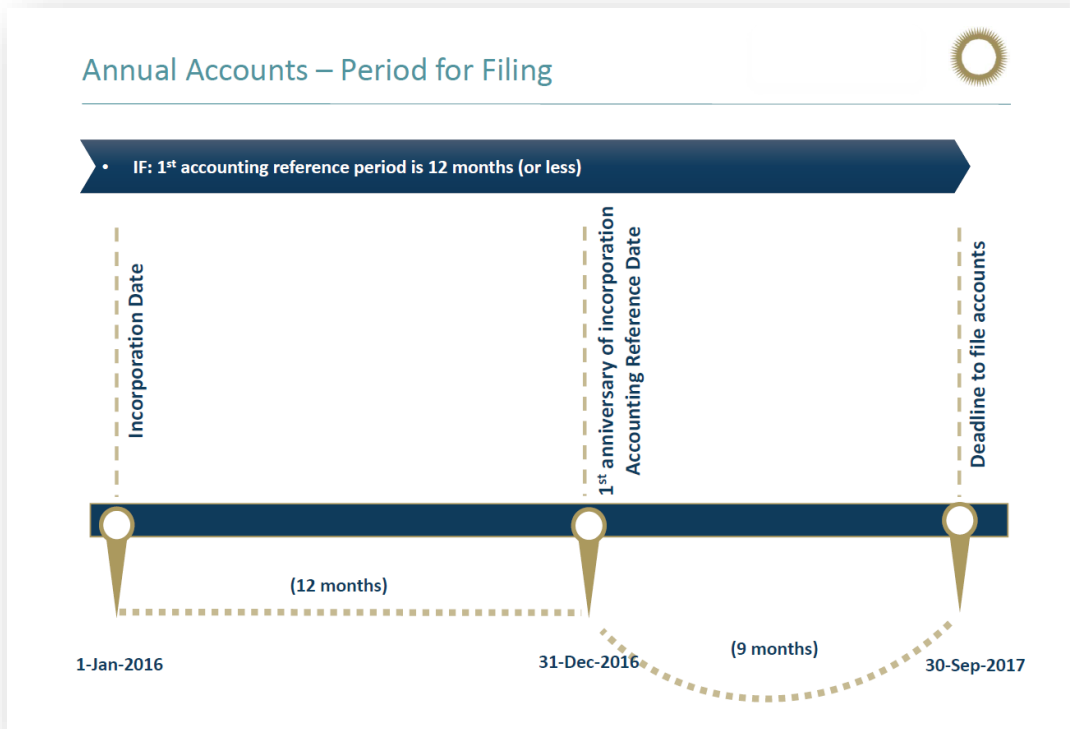 Annual Accounts – Period for Filing
• IF: 1st accounting reference period is 12 months (or less)
Incorporation Date
1st anniversary of incorporation
Accounting Reference Date
Deadline to file accounts
(12 months)
(9 months)
1-Jan-2016
31-Dec-2016
30-Sep-2017